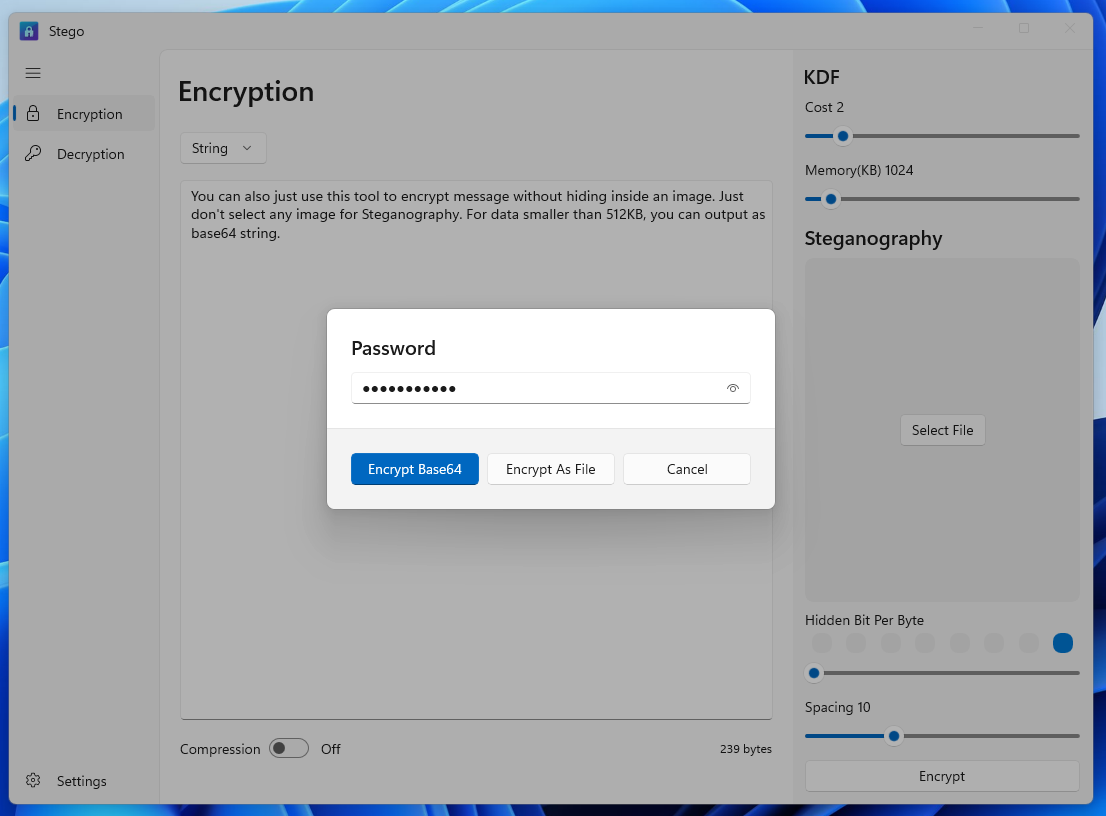 Stego
Encryption
Decryption
Settings
Encryption
String
You can also just use this tool to encrypt message without hiding inside an image. Just
don't select any image for Steganography. For data smaller than 512KB, you can output as
base64 string.
Compression
Off
239 bytes
Password
●●●●●●●●●●●
Encrypt Base64
Encrypt As File
Cancel
KDF
Cost 2
Memory(KB) 1024
Steganography
Select File
Hidden Bit Per Byte
Spacing 10
Encrypt